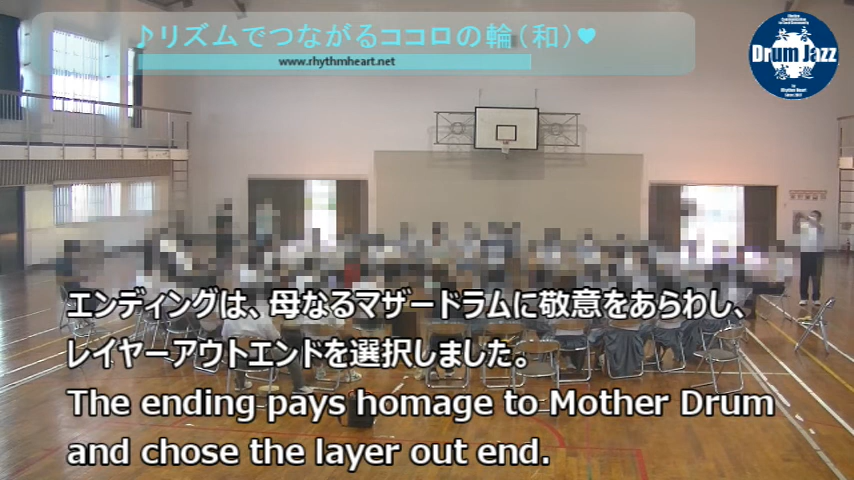 ♪リズムでつながるココロの輪（和）♥
www.rhythmheart.net
Drum Jazz
by
Rhythm Heart
エンディングは、母なるマザードラムに敬意をあらわし、
レイヤーアウトエンドを選択しました。
The ending pays homage to Mother Drum
and chose the layer out end.